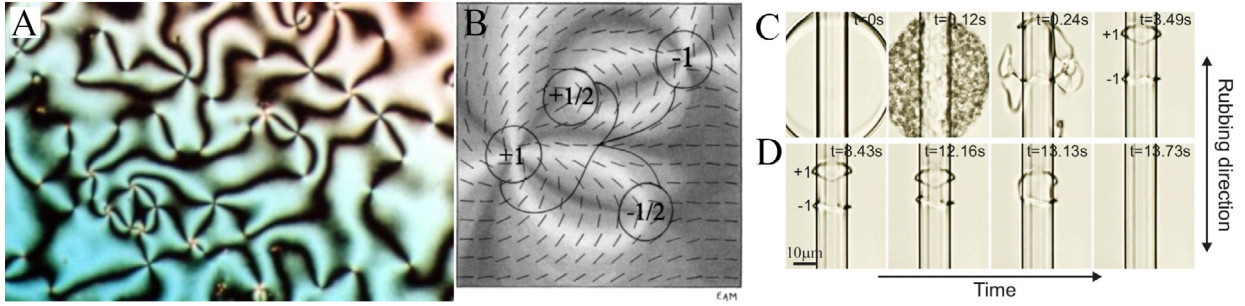 A
B
-1
+1/2
+1
-1/2
EAM
C
t=0s
0.12s
t=0.24s
t=3.49s
+1
-1
D
t=8.43s
t=12.16s
t=13.13s
t=13.73s
+1
-1
10μm
Time
Rubbing direction